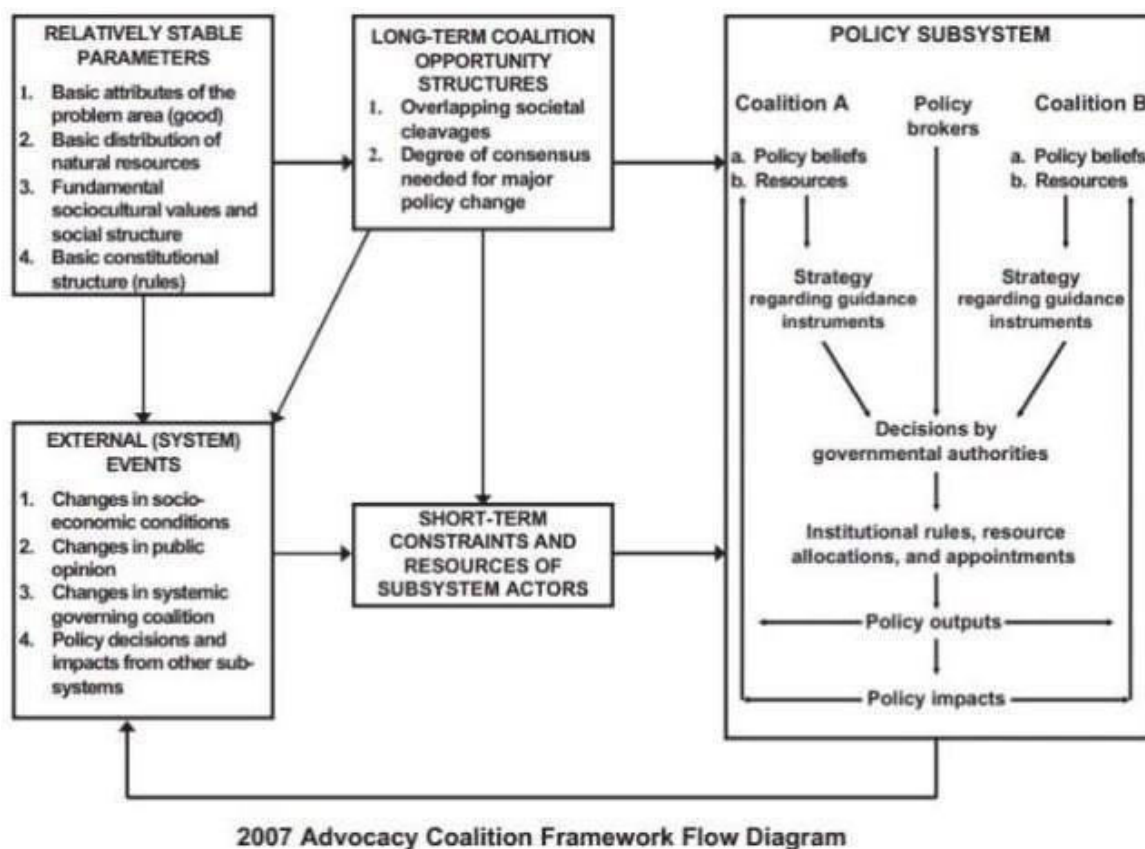 RELATIVELY STABLE
PARAMETERS
1. Basic attributes of the
problem area (good)
2. Basic distribution of
natural resources
3. Fundamental
sociocultural values and
social structure
4. Basic constitutional
structure (rules)
LONG-TERM COALITION
OPPORTUNITY
STRUCTURES
1. Overlapping societal
cleavages
2. Degree of consensus
needed for major
policy change
EXTERNAL (SYSTEM)
EVENTS
1. Changes in socio-
economic conditions
2. Changes in public
opinion
3. Changes in systemic
governing coalition
4. Policy decisions and
impacts from other sub-
systems
SHORT-TERM
CONSTRAINTS AND
RESOURCES OF
SUBSYSTEM ACTORS
POLICY SUBSYSTEM
Coalition A
a. Policy beliefs
b. Resources
Strategy
regarding guidance
instruments
Policy
brokers
Coalition B
a. Policy beliefs
b. Resources
Strategy
regarding guidance
instruments
Decisions by
governmental authorities
Institutional rules, resource
allocations, and appointments
Policy outputs
Policy impacts
2007 Advocacy Coalition Framework Flow Diagram